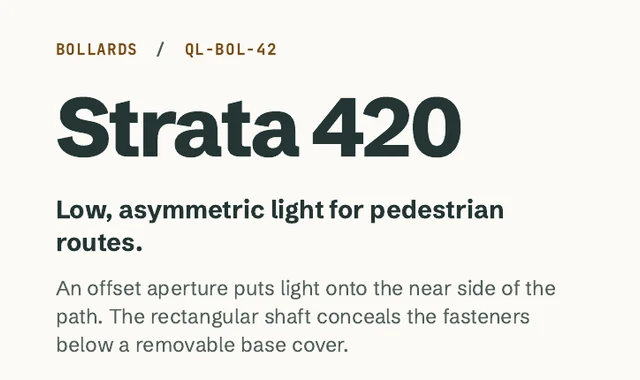 BOLLARDS / QL-BOL-42
Strata 420
Low, asymmetric light for pedestrian
routes.
An offset aperture puts light onto the near side of the
path. The rectangular shaft conceals the fasteners
below a removable base cover.